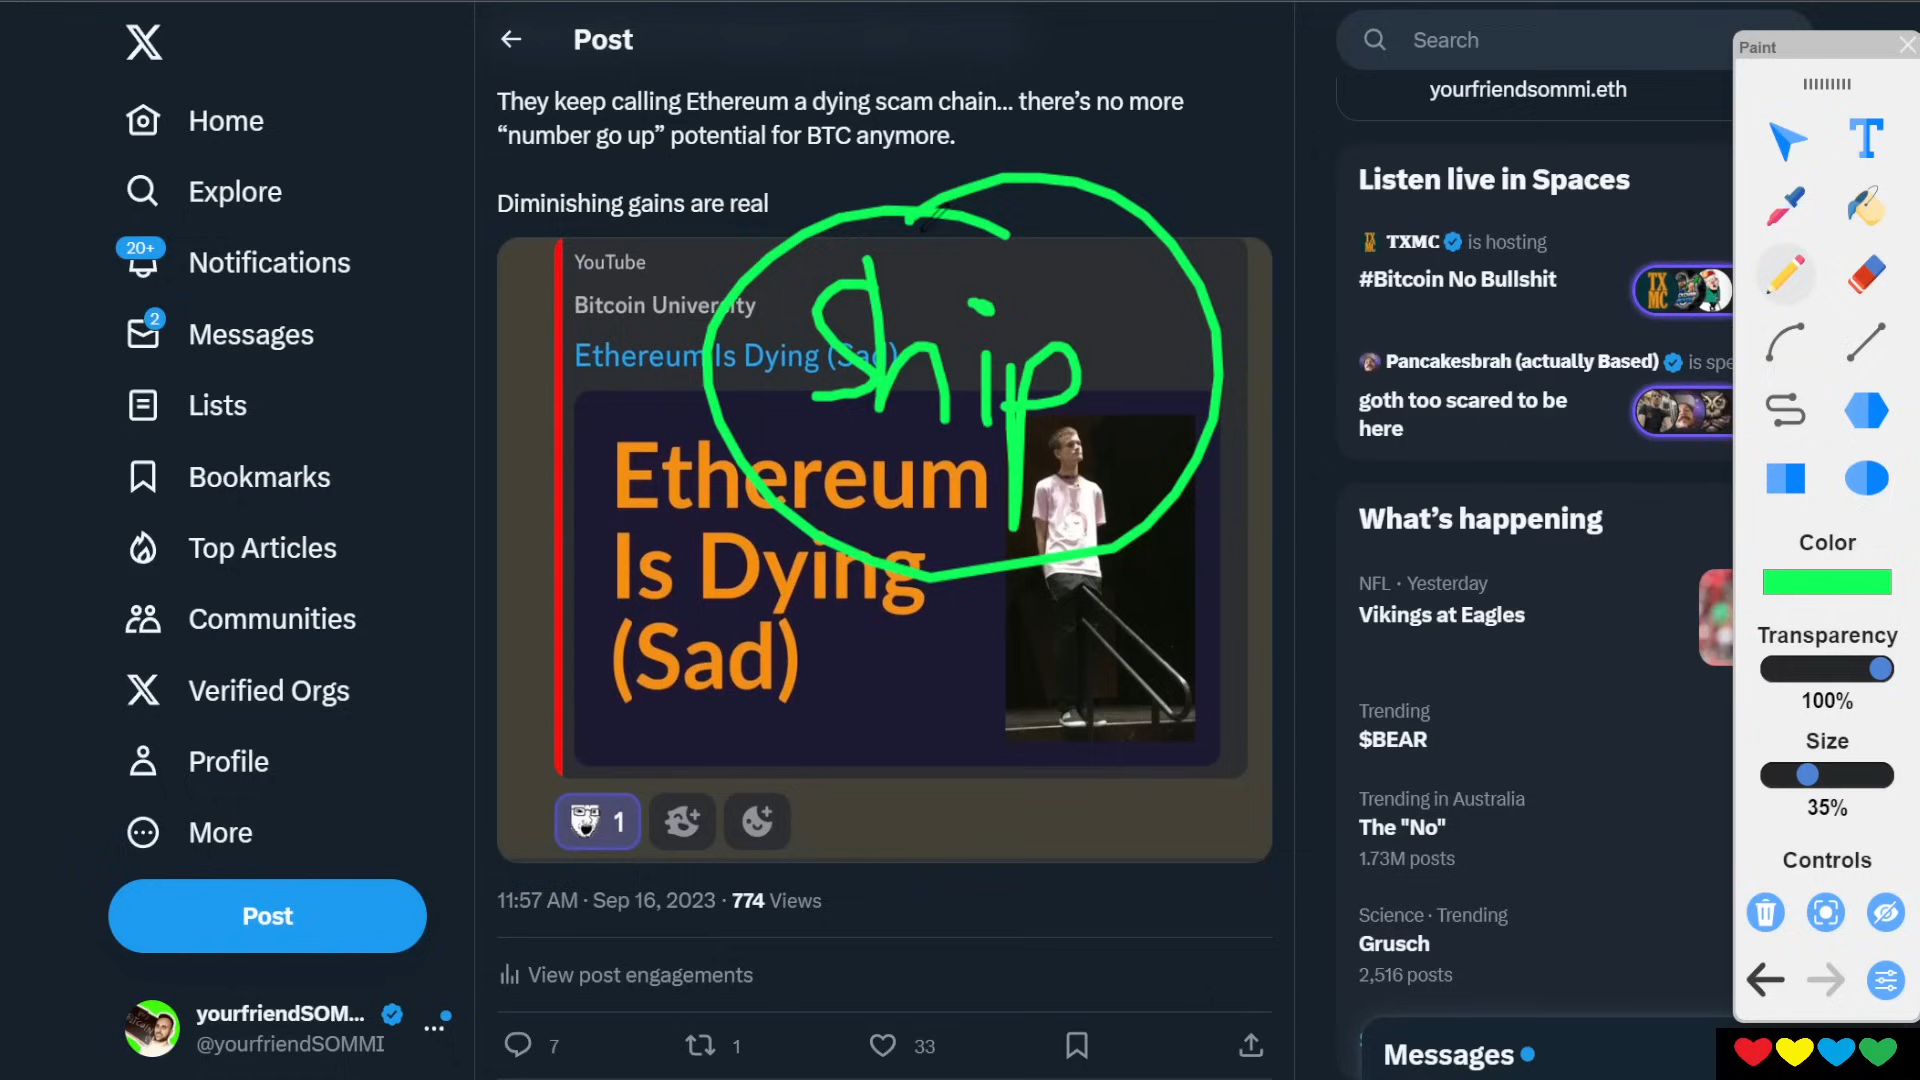 Home
Explore
20+
Notifications
2
Messages
Lists
Bookmarks
Top Articles
Communities
Verified Orgs
Profile
More
Post
yourfriendSOM...
@yourfriendSOMMI
Post
They keep calling Ethereum a dying scam chain... there’s no more
“number go up” potential for BTC anymore.
Diminishing gains are real
YouTube
Bitcoin University
Ethereum Is Dying (Sad)
Ship
Ethereum
Is Dying
(Sad)
1
11:57 AM · Sep 16, 2023 · 774 Views
View post engagements
7
1
33
Search
yourfriendsommi.eth
Listen live in Spaces
TXMC is hosting
#Bitcoin No Bullshit
TX
MC
Pancakesbrah (actually Based) is spe
goth too scared to be
here
What’s happening
NFL · Yesterday
Vikings at Eagles
Trending
$BEAR
Trending in Australia
The "No"
1.73M posts
Science · Trending
Grusch
2,516 posts
Messages
Paint
T
Color
Transparency
100%
Size
35%
Controls